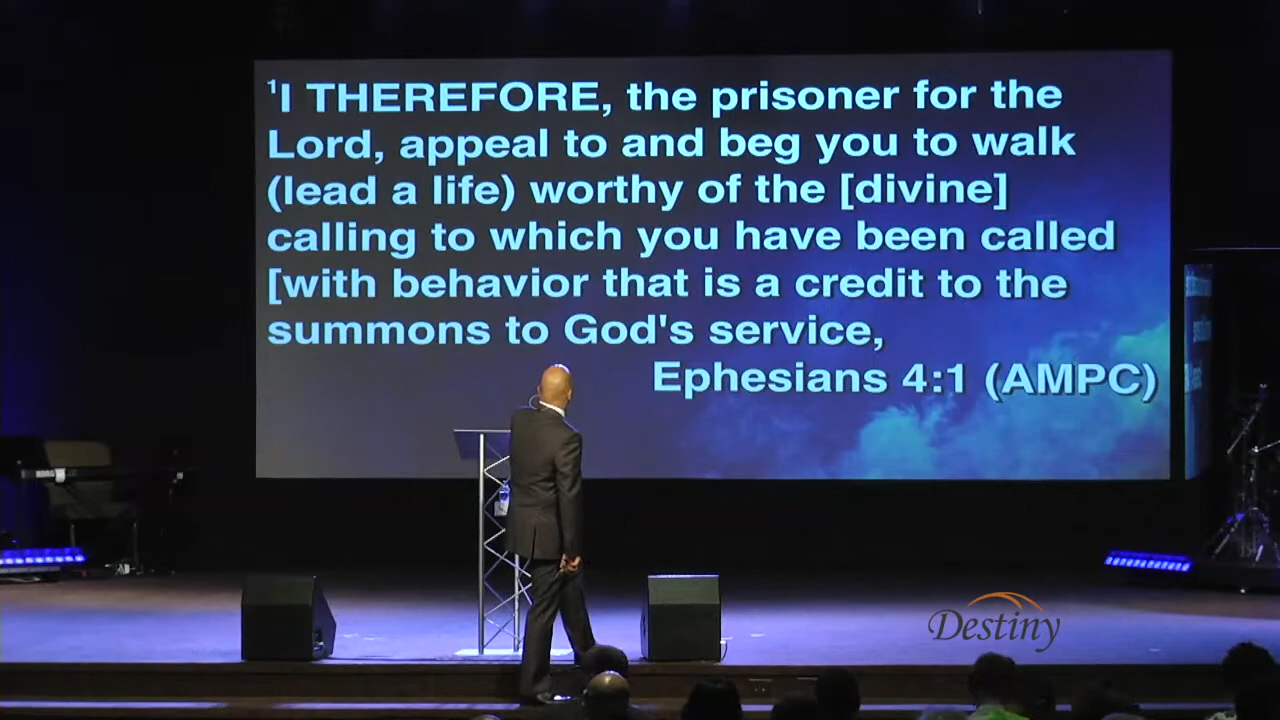 ¹I THEREFORE, the prisoner for the
Lord, appeal to and beg you to walk
(lead a life) worthy of the [divine]
calling to which you have been called
[with behavior that is a credit to the
summons to God's service,
Ephesians 4:1 (AMPC)
Destiny